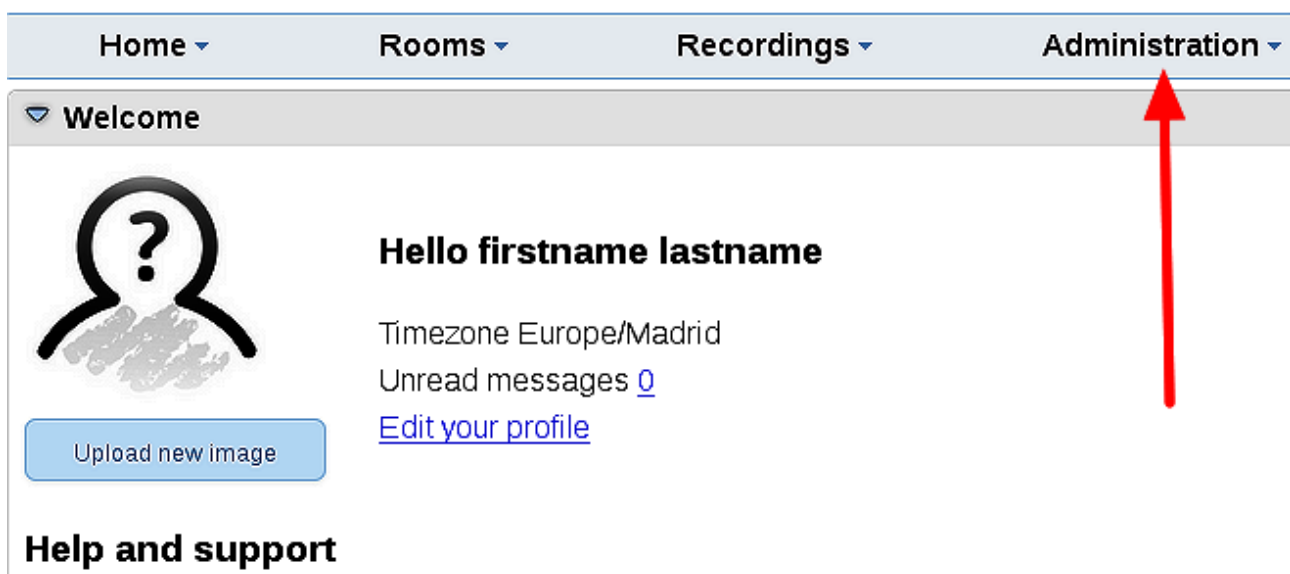 Home Rooms Recordings Administration
Welcome
?
Hello firstname lastname
Timezone Europe/Madrid
Unread messages 0
Edit your profile
Upload new image
Help and support